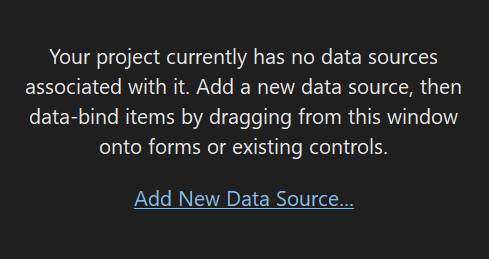 Your project currently has no data sources
associated with it. Add a new data source, then
data-bind items by dragging from this window
onto forms or existing controls.
Add New Data Source...